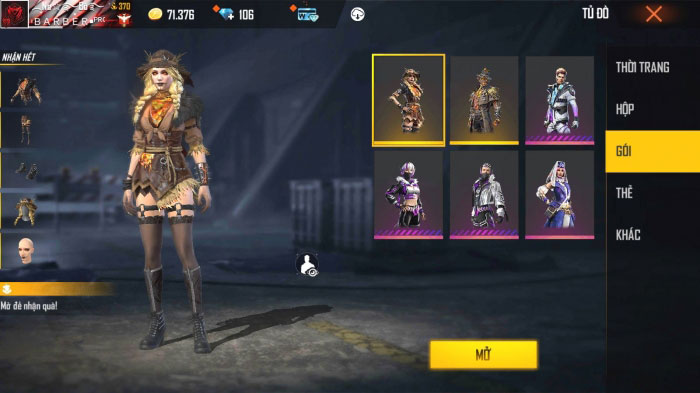 BARBER PRO
370
71.376
106
TỦ ĐỒ
NHẬN HẾT
THỜI TRANG
HỘP
GÓI
THẺ
KHÁC
Mở để nhận quà!
MỞ